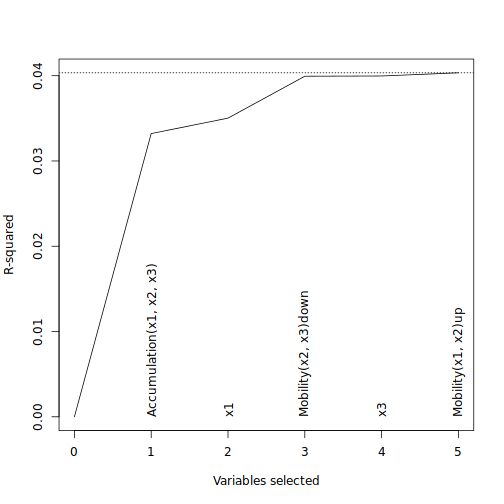 0.04
0.03
0.02
0.01
0.00
R-squared
Accumulation(x1, x2, x3)
x1
Mobility(x2, x3)down
x3
Mobility(x1, x2)up
0 1 2 3 4 5
Variables selected